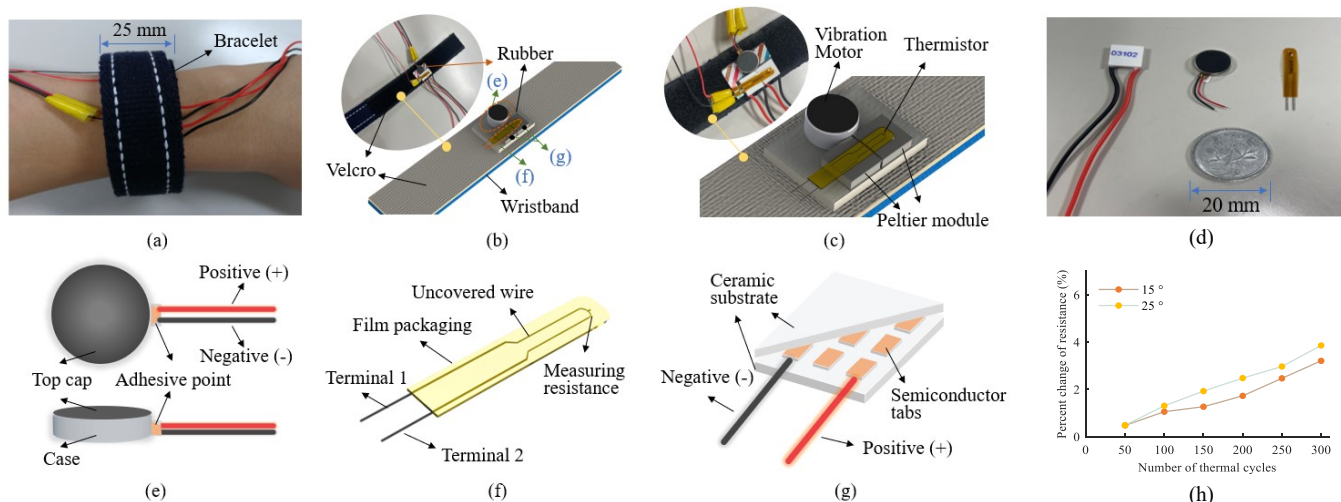 25 mm
Bracelet
(a)
Rubber
(e)
(g)
(f)
Velcro
Wristband
(b)
Vibration
Motor
Thermistor
Peltier module
(c)
03102
20 mm
(d)
Positive (+)
Negative (-)
Top cap
Adhesive point
Case
(e)
Uncovered wire
Film packaging
Terminal 1
Measuring
resistance
Terminal 2
(f)
Ceramic
substrate
Negative (-)
Semiconductor
tabs
Positive (+)
(g)
Percent change of resistance (%)
6
4
2
0
15 °
25 °
0 50 100 150 200 250 300
Number of thermal cycles
(h)